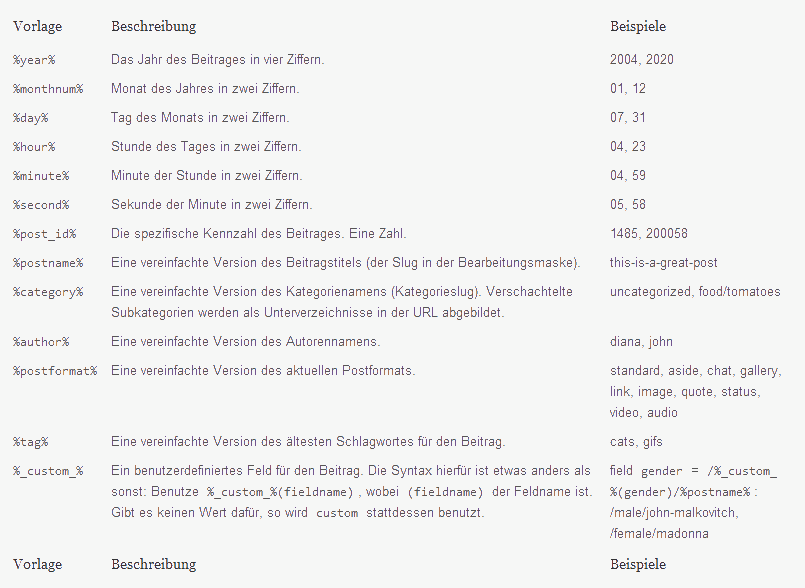 Vorlage Beschreibung Beispiele
%year% Das Jahr des Beitrages in vier Ziffern. 2004, 2020
%monthnum% Monat des Jahres in zwei Ziffern. 01, 12
%day% Tag des Monats in zwei Ziffern. 07, 31
%hour% Stunde des Tages in zwei Ziffern. 04, 23
%minute% Minute der Stunde in zwei Ziffern. 04, 59
%second% Sekunde der Minute in zwei Ziffern. 05, 58
%post_id% Die spezifische Kennzahl des Beitrages. Eine Zahl. 1485, 200058
%postname% Eine vereinfachte Version des Beitragstitels (der Slug in der Bearbeitungsmaske). this-is-a-great-post
%category% Eine vereinfachte Version des Kategorienamens (Kategorieslug). Verschachtelte uncategorized, food/tomatoes
Subkategorien werden als Unterverzeichnisse in der URL abgebildet.
%author% Eine vereinfachte Version des Autorennamens. diana, john
%postformat% Eine vereinfachte Version des aktuellen Postformats. standard, aside, chat, gallery,
link, image, quote, status,
video, audio
%tag% Eine vereinfachte Version des ältesten Schlagwortes für den Beitrag. cats, gifs
%_custom_% Ein benutzerdefiniertes Feld für den Beitrag. Die Syntax hierfür ist etwas anders als field gender = /%_custom_
sonst: Benutze %_custom_%(fieldname) , wobei (fieldname) der Feldname ist. %(gender)/%postname% :
Gibt es keinen Wert dafür, so wird custom stattdessen benutzt. /male/john-malkovitch,
/female/madonna
Vorlage Beschreibung Beispiele